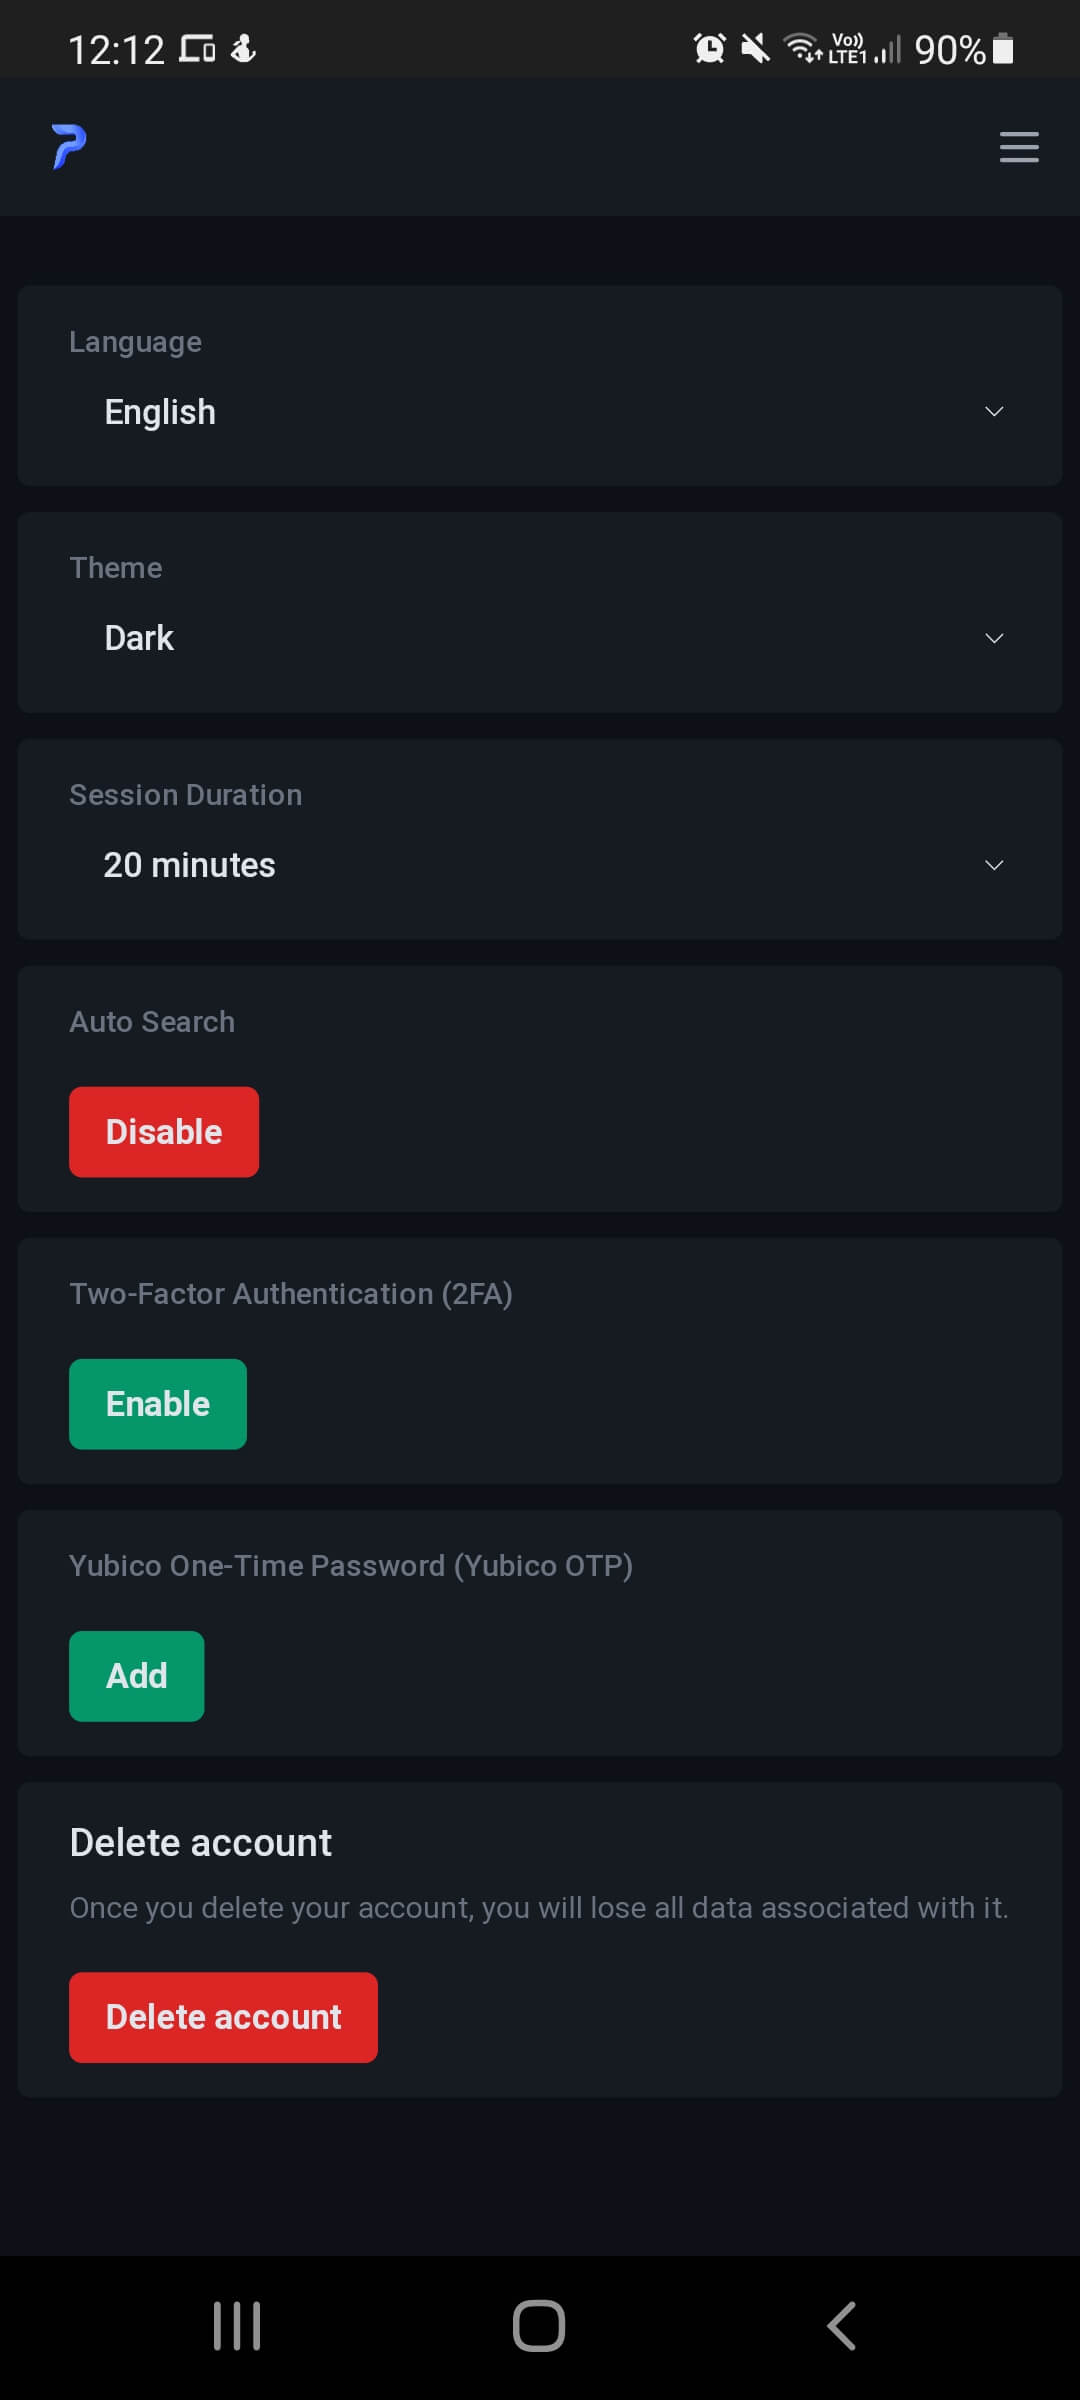 12:12 Vo)) LTE1 90%
Language
English
Theme
Dark
Session Duration
20 minutes
Auto Search
Disable
Two-Factor Authentication (2FA)
Enable
Yubico One-Time Password (Yubico OTP)
Add
Delete account
Once you delete your account, you will lose all data associated with it.
Delete account